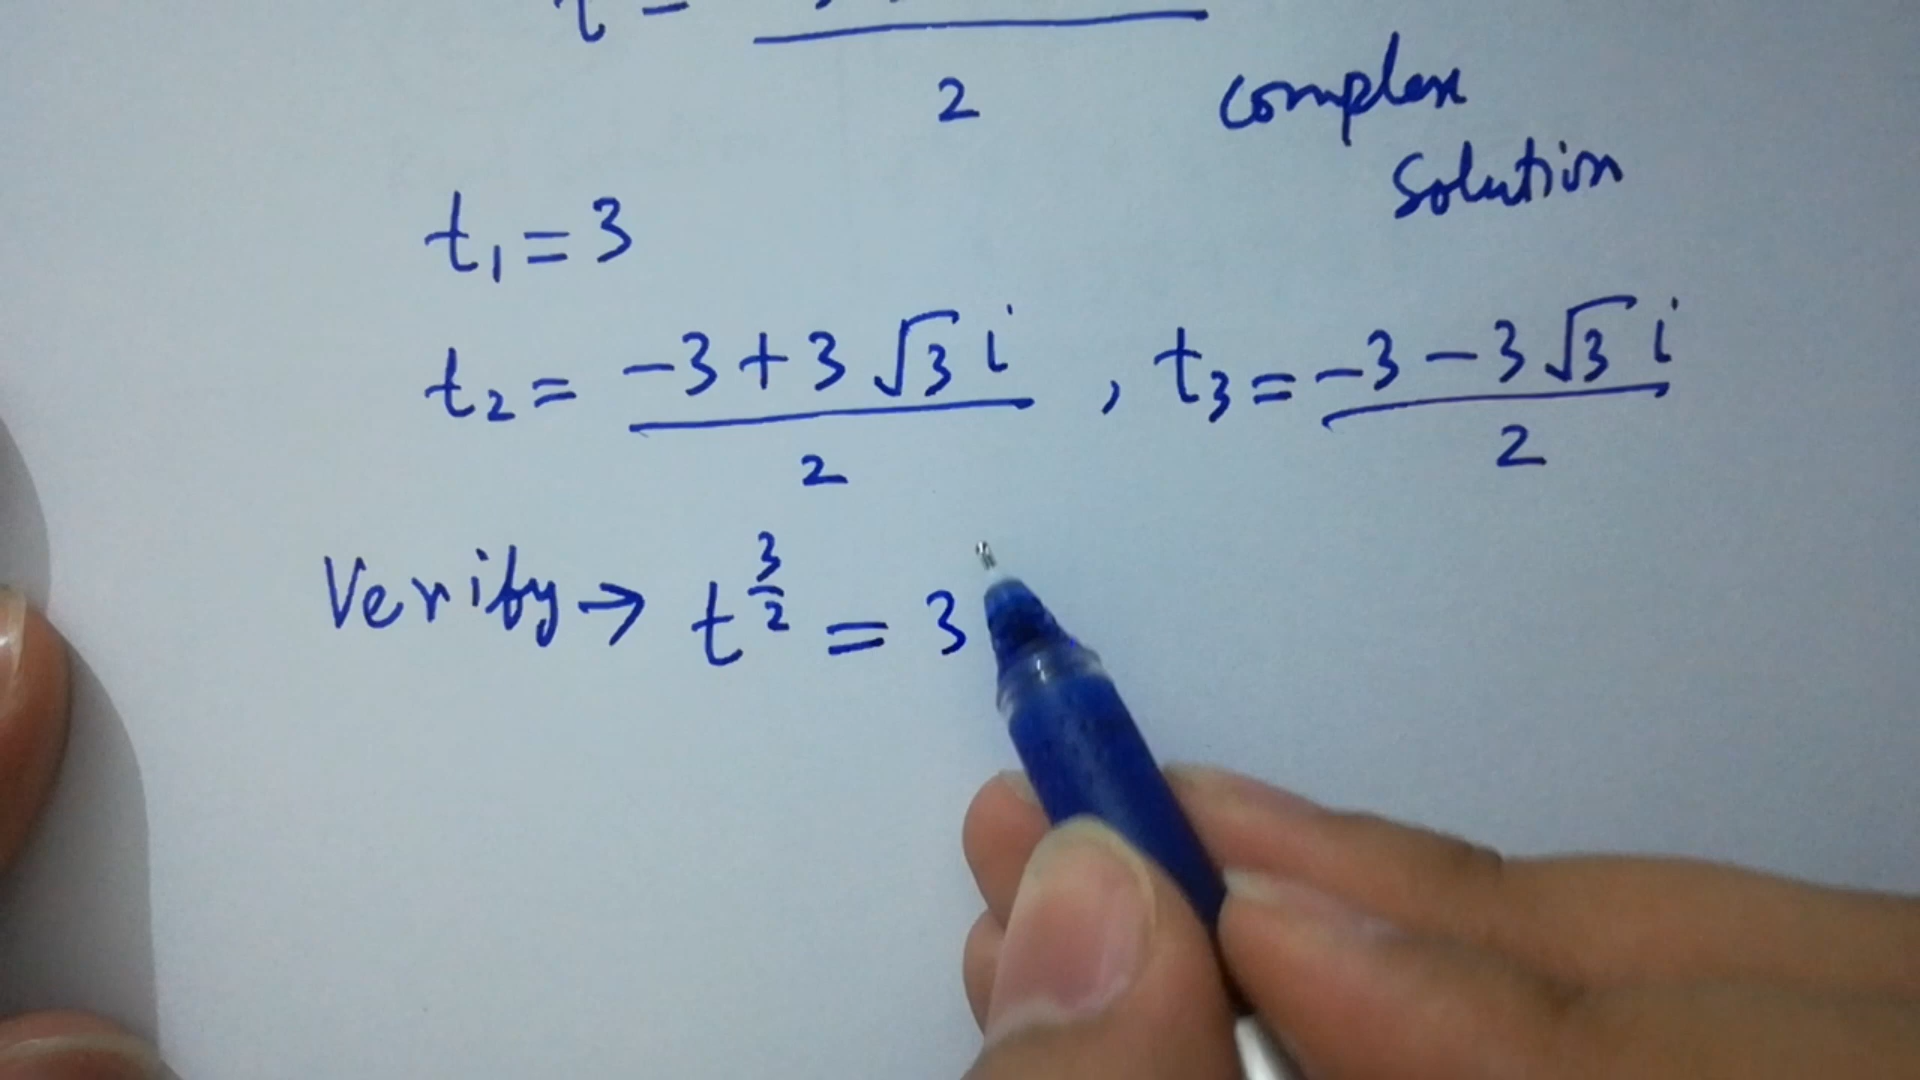 t =
2
complex
solution
t₁ = 3
t₂ = (-3 + 3√3 i)/2 , t₃ = (-3 - 3√3 i)/2
Verify → t^(3/2) = 3